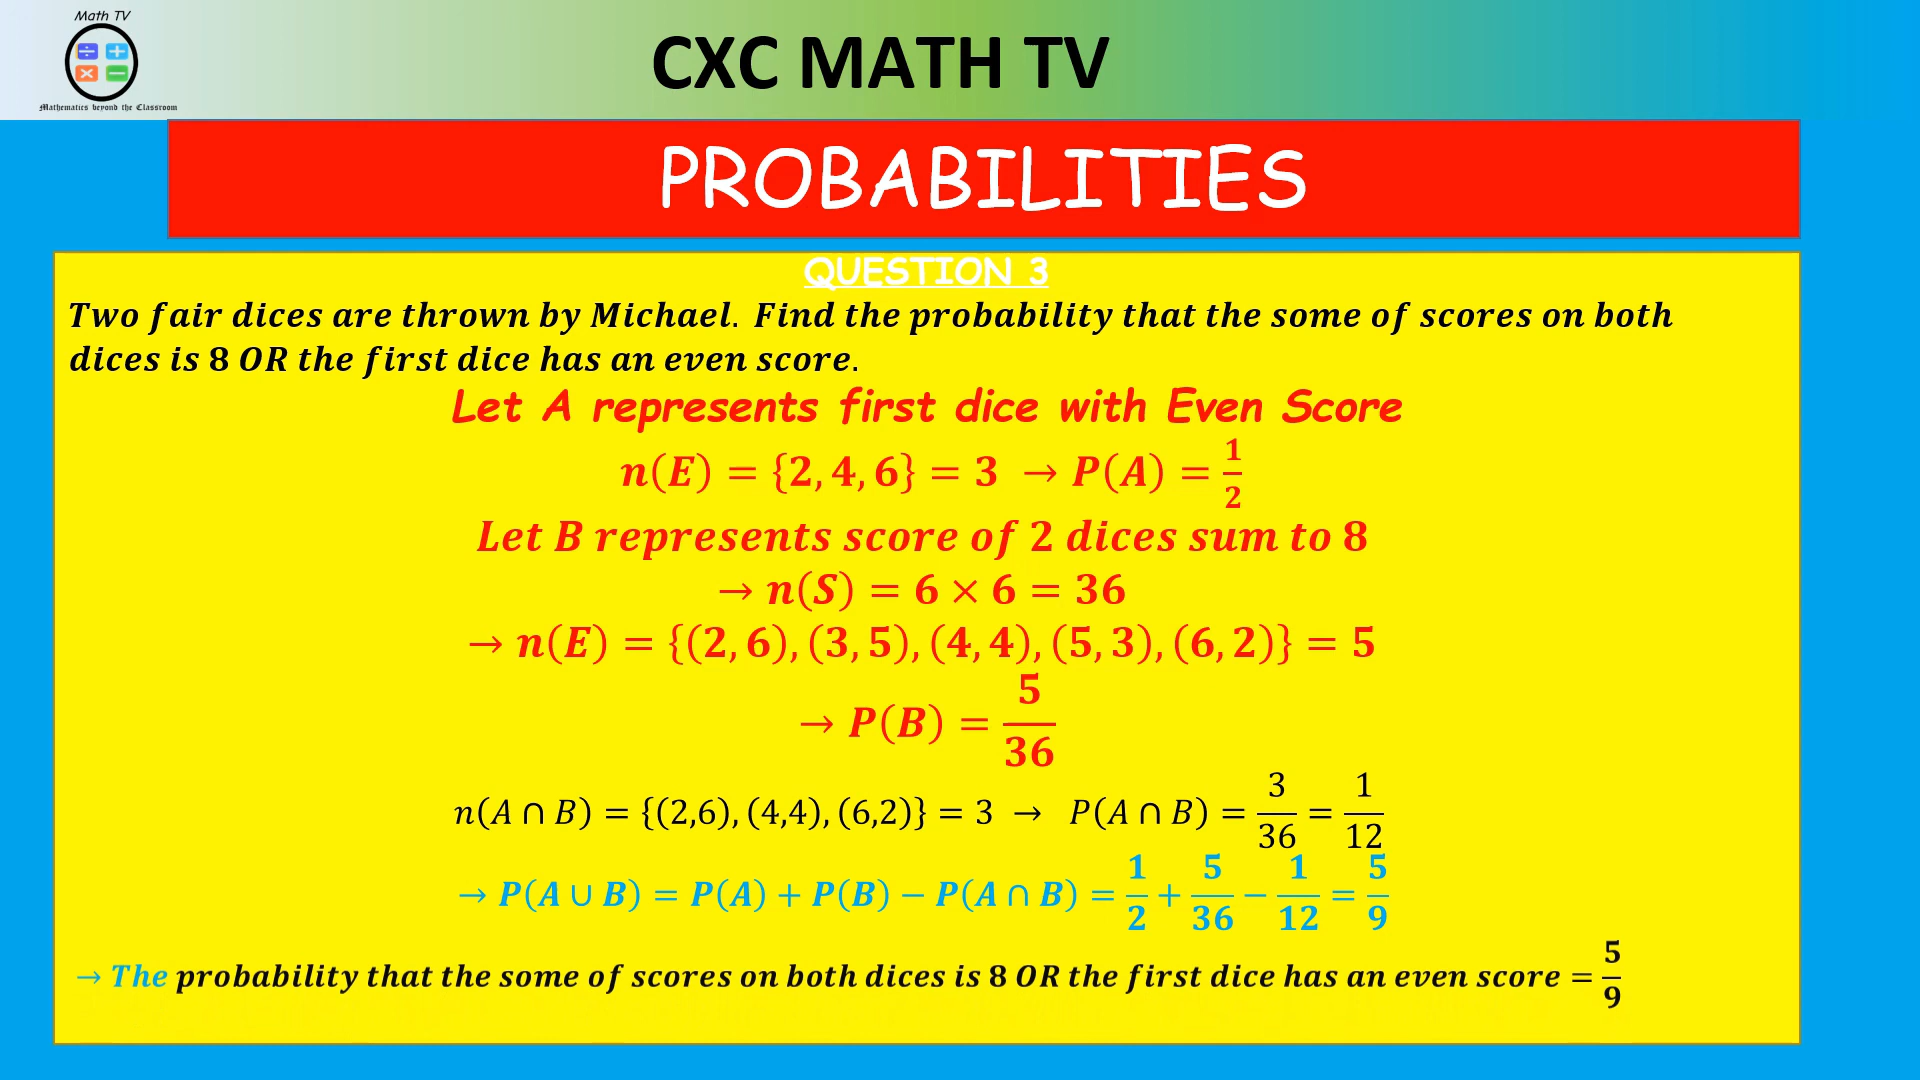 Math TV
CXC MATH TV
Mathematics beyond the Classroom
PROBABILITIES
QUESTION 3
Two fair dices are thrown by Michael. Find the probability that the some of scores on both
dices is 8 OR the first dice has an even score.
Let A represents first dice with Even Score
n(E) = {2, 4, 6} = 3 → P(A) = 1/2
Let B represents score of 2 dices sum to 8
→ n(S) = 6 × 6 = 36
→ n(E) = {(2, 6), (3, 5), (4, 4), (5, 3), (6, 2)} = 5
→ P(B) = 5/36
n(A ∩ B) = {(2,6), (4,4), (6,2)} = 3 → P(A ∩ B) = 3/36 = 1/12
→ P(A ∪ B) = P(A) + P(B) − P(A ∩ B) = 1/2 + 5/36 − 1/12 = 5/9
→ The probability that the some of scores on both dices is 8 OR the first dice has an even score = 5/9